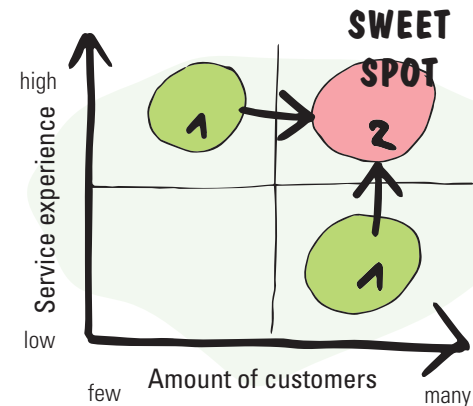 SWEET
SPOT
high
1
2
Service experience
1
low
few
Amount of customers
many